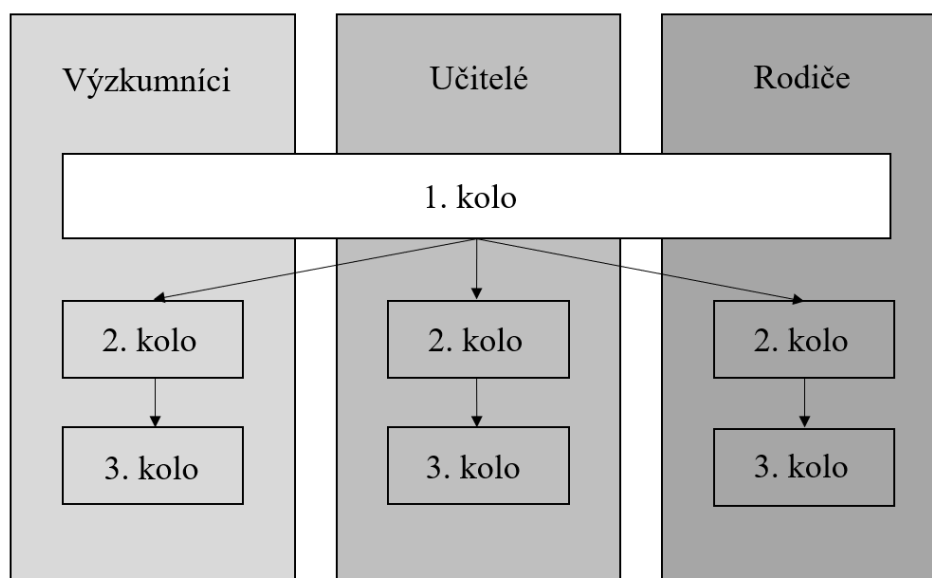 Výzkumníci
Učitelé
Rodiče
1. kolo
2. kolo
2. kolo
2. kolo
3. kolo
3. kolo
3. kolo